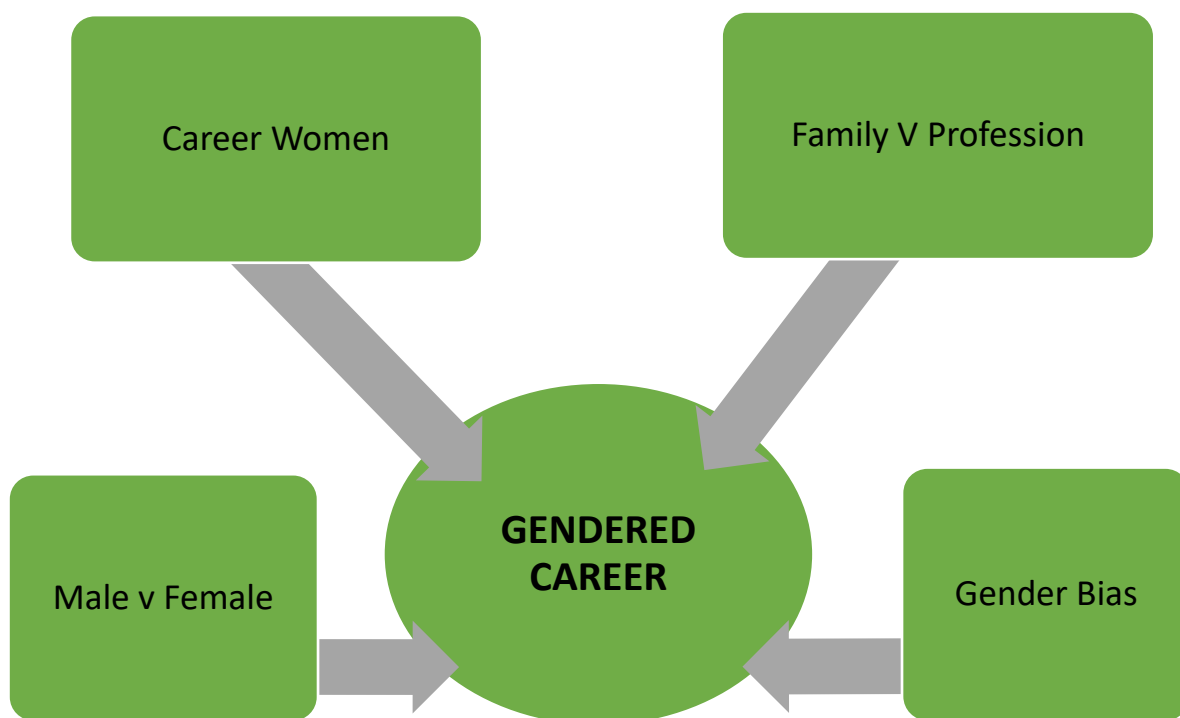 Career Women
Family V Profession
GENDERED
CAREER
Male v Female
Gender Bias